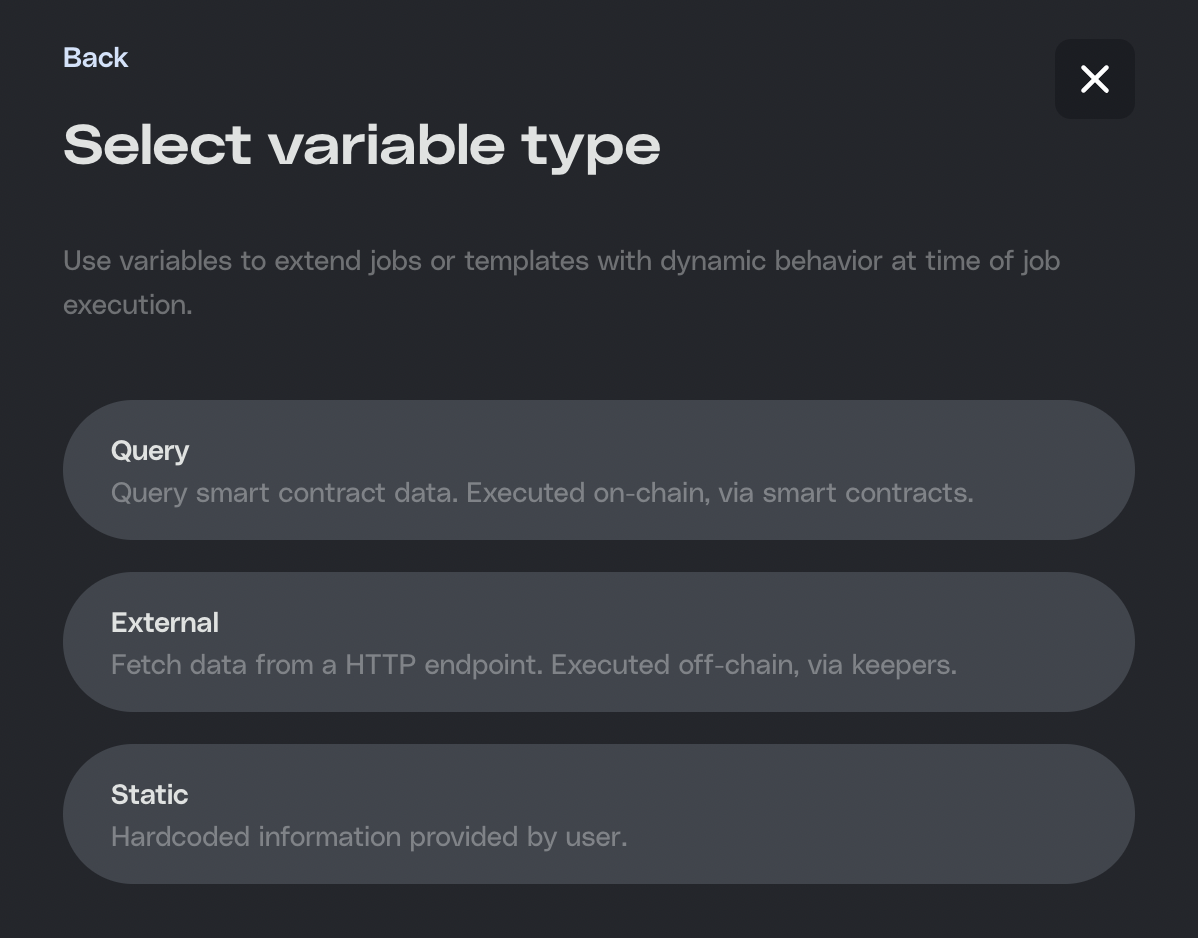 Back
Select variable type
Use variables to extend jobs or templates with dynamic behavior at time of job
execution.
Query
Query smart contract data. Executed on-chain, via smart contracts.
External
Fetch data from a HTTP endpoint. Executed off-chain, via keepers.
Static
Hardcoded information provided by user.